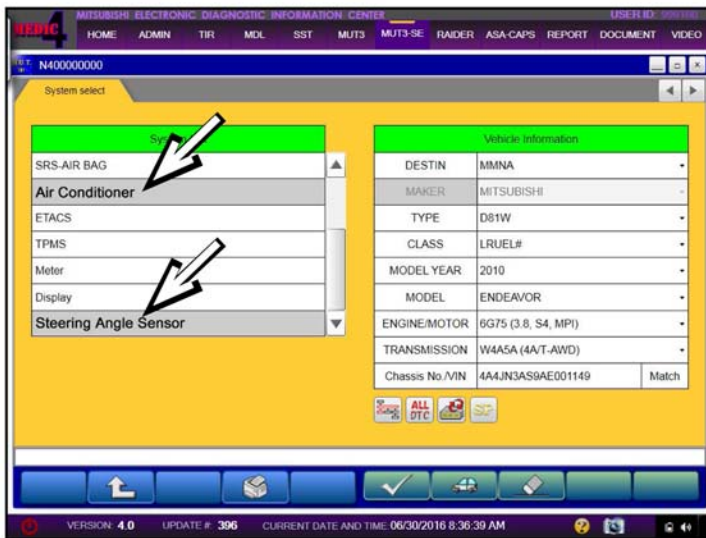 MITSUBISHI ELECTRONIC DIAGNOSTIC INFORMATION CENTER USER ID:
MEDIC 4 HOME ADMIN TIR MDL SST MUT3 MUT3-SE RAIDER ASA-CAPS REPORT DOCUMENT VIDEO
N400000000
System select
Vehicle Information
SRS-AIR BAG
Air Conditioner
ETACS
TPMS
Meter
Display
Steering Angle Sensor
DESTIN MMNA
MAKER MITSUBISHI
TYPE D81W
CLASS LRUEL#
MODEL YEAR 2010
MODEL ENDEAVOR
ENGINE/MOTOR 6G75 (3.8, S4, MPI)
TRANSMISSION W4A5A (4A/T-AWD)
Chassis No./VIN 4A4JN3AS9AE001149 Match
ALL DTC
VERSION: 4.0 UPDATE #: 396 CURRENT DATE AND TIME: 06/30/2016 8:36:39 AM